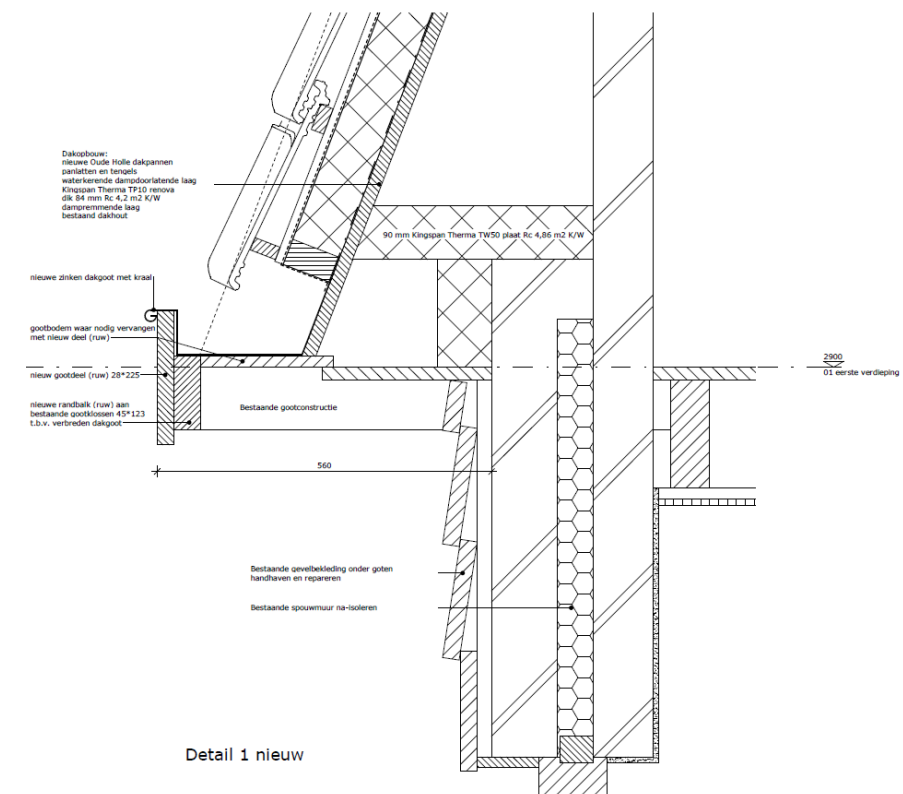 Dakopbouw:
nieuwe Oude Holle dakpannen
panlatten en tengels
waterkerende dampdoorlatende laag
Kingspan Therma TP10 renova
dik 84 mm Rc 4,2 m2 K/W
dampremmende laag
bestaand dakhout
90 mm Kingspan Therma TW50 plaat Rc 4,86 m2 K/W
nieuwe zinken dakgoot met kraal
gootbodem waar nodig vervangen
met nieuw deel (ruw)
2900
01 eerste verdieping
nieuw gootdeel (ruw) 28*225
nieuwe randbalk (ruw) aan
bestaande gootklossen 45*123
t.b.v. verbreden dakgoot
Bestaande gootconstructie
560
Bestaande gevelbekleding onder goten
handhaven en repareren
Bestaande spouwmuur na-isoleren
Detail 1 nieuw